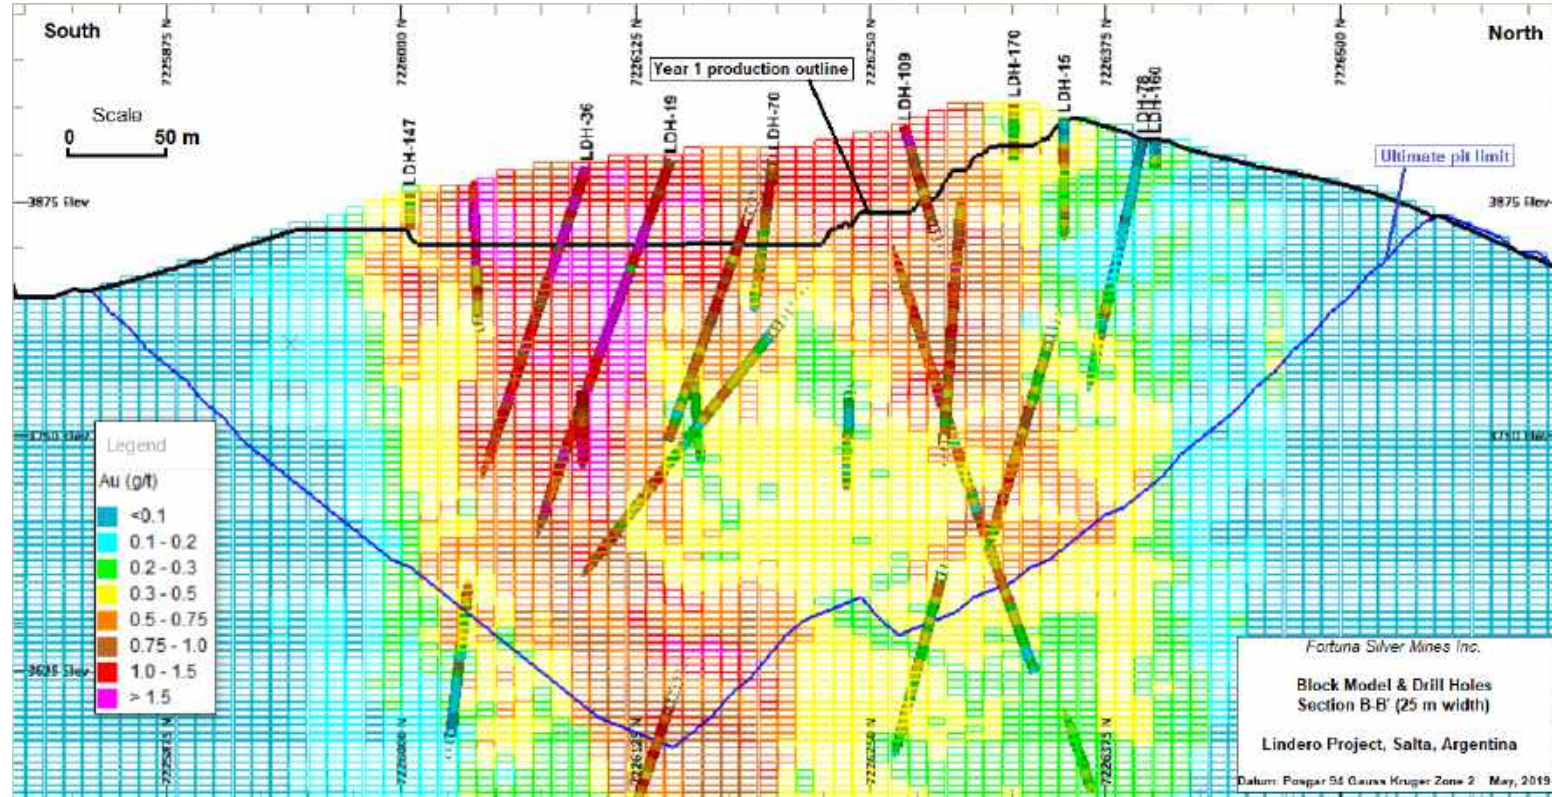 South
North
7225875 N
7226000 N
7226125 N
7226250 N
7226375 N
7226500 N
Year 1 production outline
Scale
0 50 m
LDH-147
LDH-36
LDH-19
LDH-70
LDH-109
LDH-170
LDH-15
LDH-78
LDH-160
Ultimate pit limit
3875 Elev
3875 Elev
3750 Elev
3750 Elev
Legend
Au (g/t)
<0.1
0.1 - 0.2
0.2 - 0.3
0.3 - 0.5
0.5 - 0.75
0.75 - 1.0
1.0 - 1.5
> 1.5
3625 Elev
7225875 N
7226000 N
7226125 N
7226250 N
7226375 N
Fortuna Silver Mines Inc.
Block Model & Drill Holes
Section B-B' (25 m width)
Lindero Project, Salta, Argentina
Datum: Posgar 94 Gauss Kruger Zone 2 May, 2019